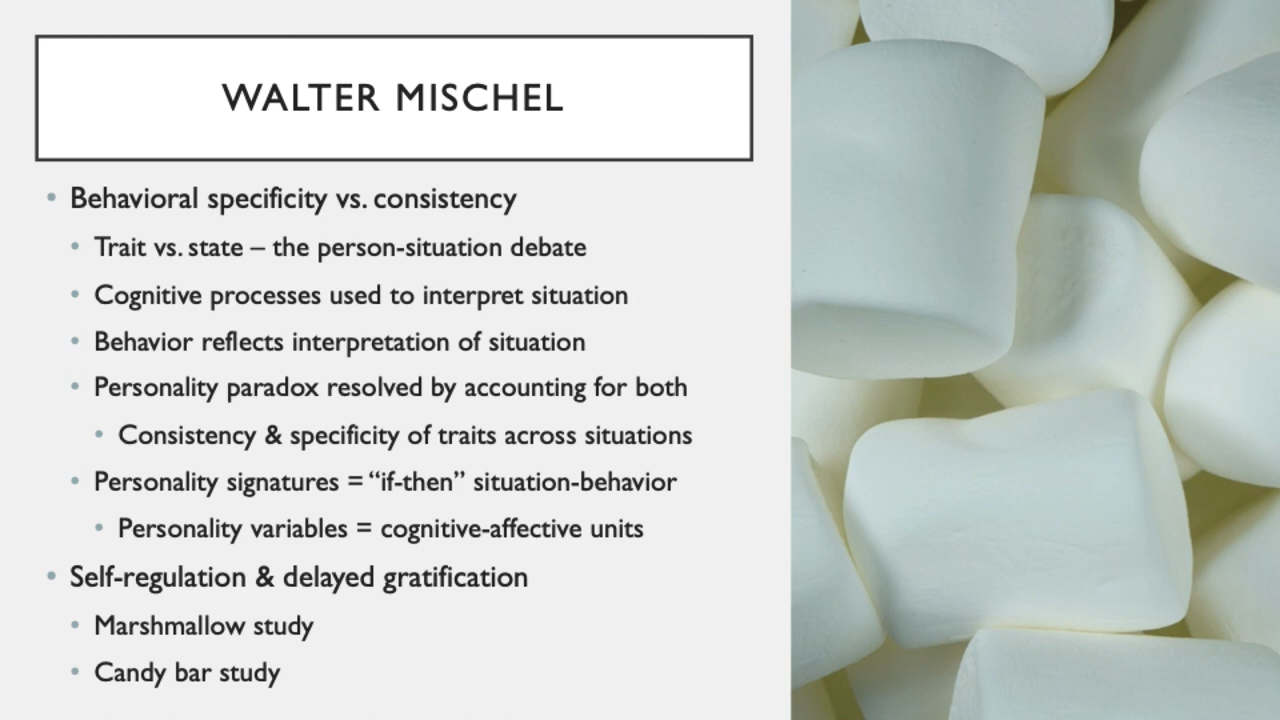 WALTER MISCHEL
• Behavioral specificity vs. consistency
• Trait vs. state – the person-situation debate
• Cognitive processes used to interpret situation
• Behavior reflects interpretation of situation
• Personality paradox resolved by accounting for both
• Consistency & specificity of traits across situations
• Personality signatures = “if-then” situation-behavior
• Personality variables = cognitive-affective units
• Self-regulation & delayed gratification
• Marshmallow study
• Candy bar study